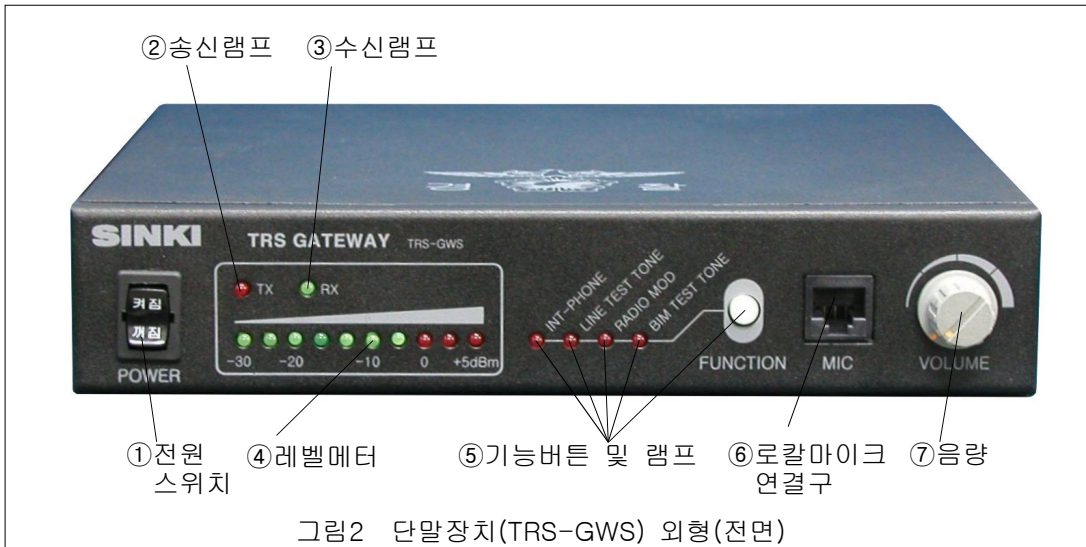 ②송신램프 ③수신램프
SINKI TRS GATEWAY TRS-GWS
TX RX
켜짐
꺼짐
POWER
-30 -20 -10 0 +5dBm
INT-PHONE
LINE TEST TONE
RADIO MOD
BIM TEST TONE
FUNCTION
MIC
VOLUME
①전원
스위치
④레벨메터
⑤기능버튼 및 램프
⑥로칼마이크
연결구
⑦음량
그림2 단말장치(TRS-GWS) 외형(전면)